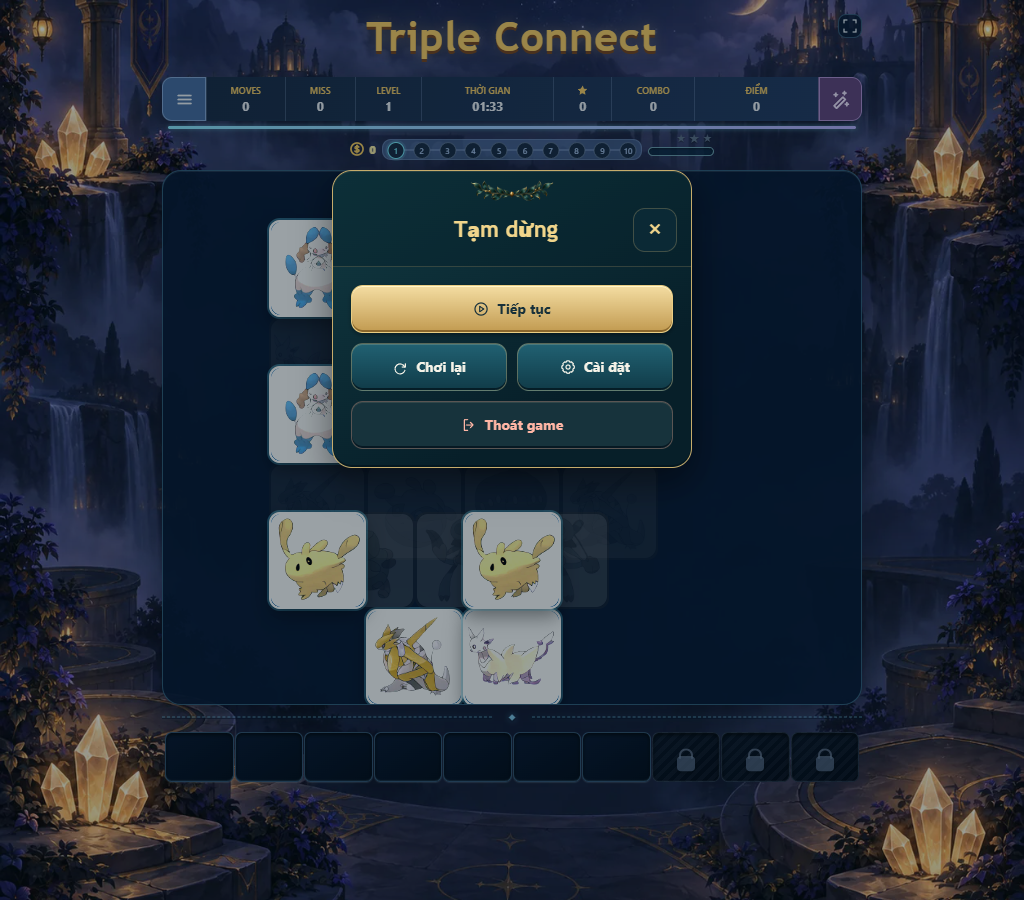 Triple Connect
MOVES MISS LEVEL THỜI GIAN COMBO ĐIỂM
0 0 1 01:33 0 0 0
0 1 2 3 4 5 6 7 8 9 10
Tạm dừng
Tiếp tục
Chơi lại Cài đặt
Thoát game